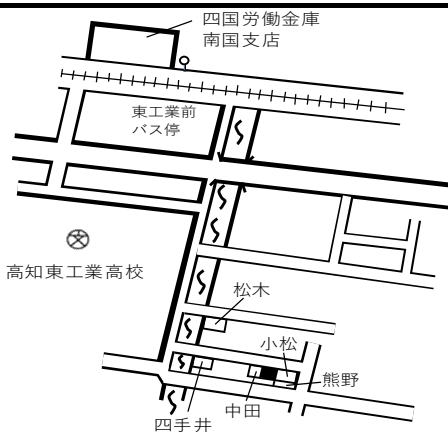 四国労働金庫
南国支店
東工業前
バス停
高知東工業高校
松木
小松
熊野
中田
四手井